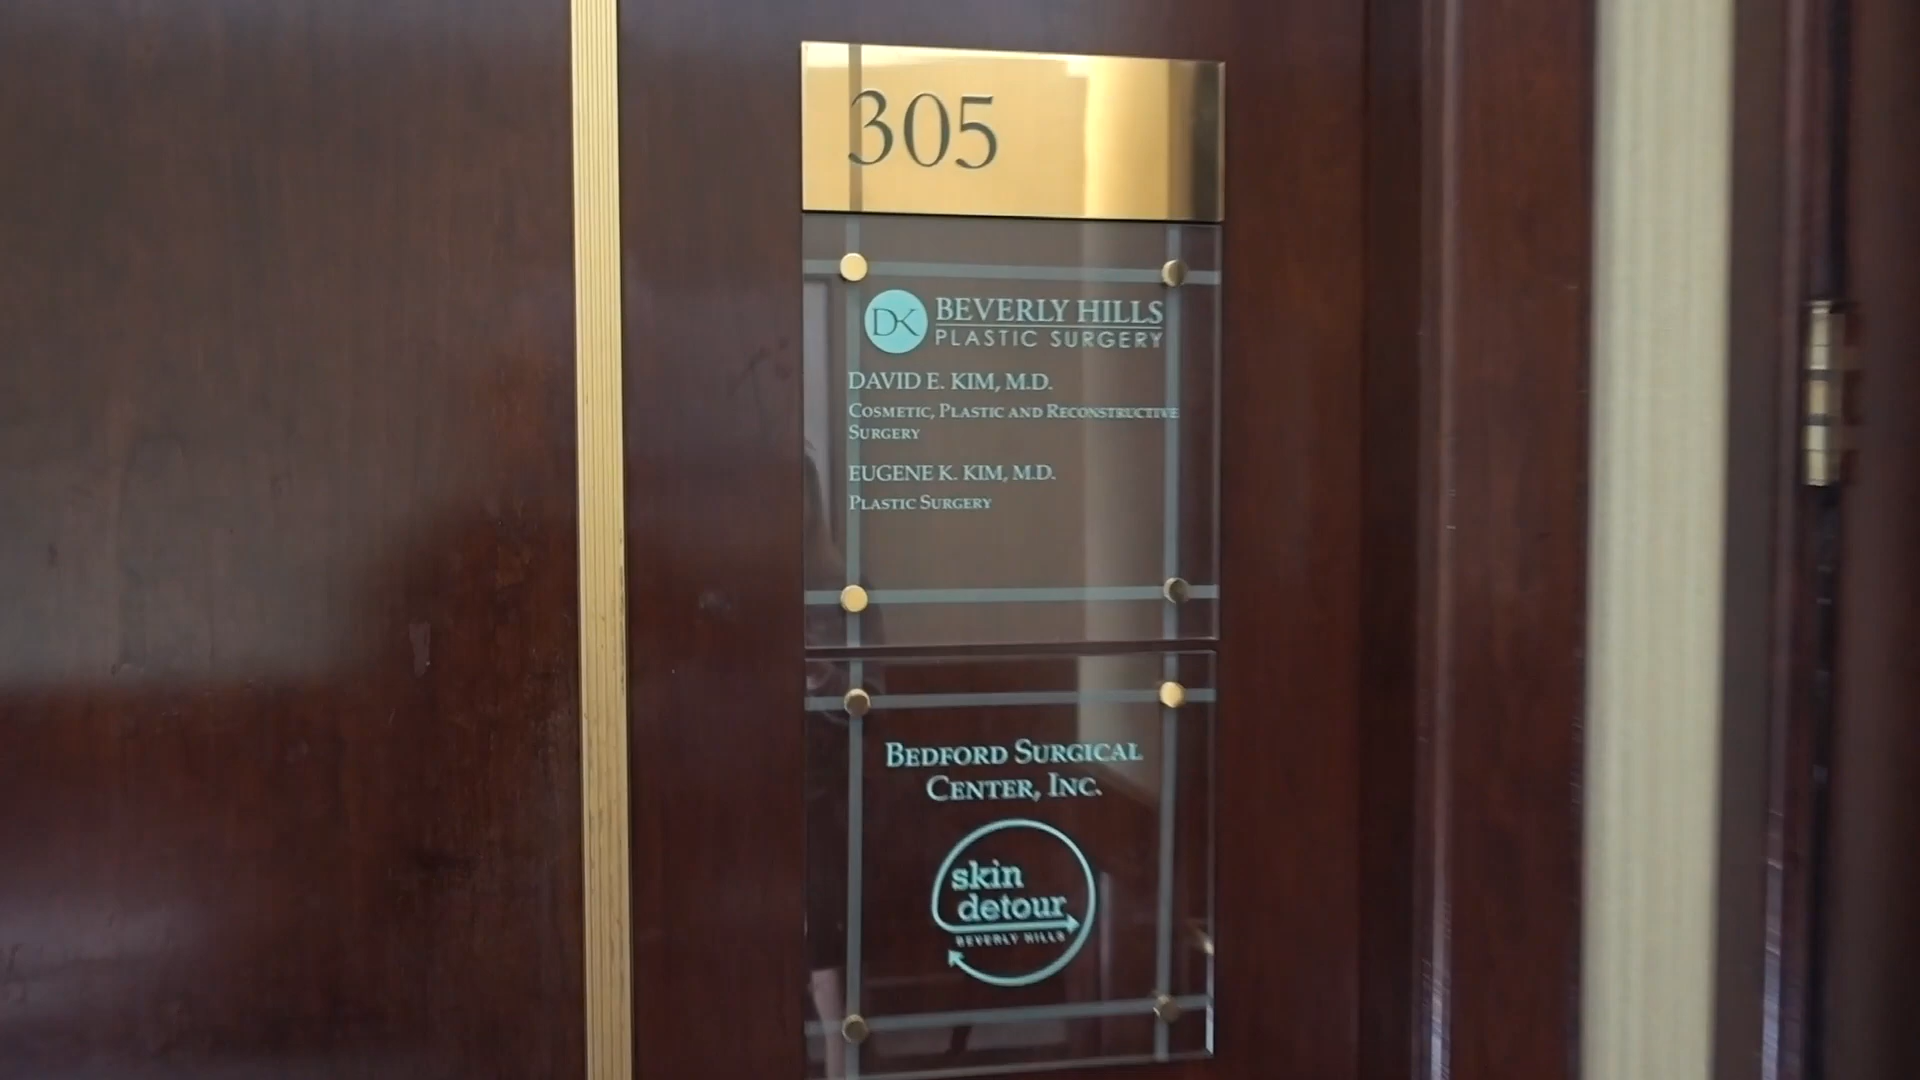 305
DK
BEVERLY HILLS
PLASTIC SURGERY
DAVID E. KIM, M.D.
COSMETIC, PLASTIC AND RECONSTRUCTIVE
SURGERY
EUGENE K. KIM, M.D.
PLASTIC SURGERY
BEDFORD SURGICAL
CENTER, INC.
skin
detour
BEVERLY HILLS